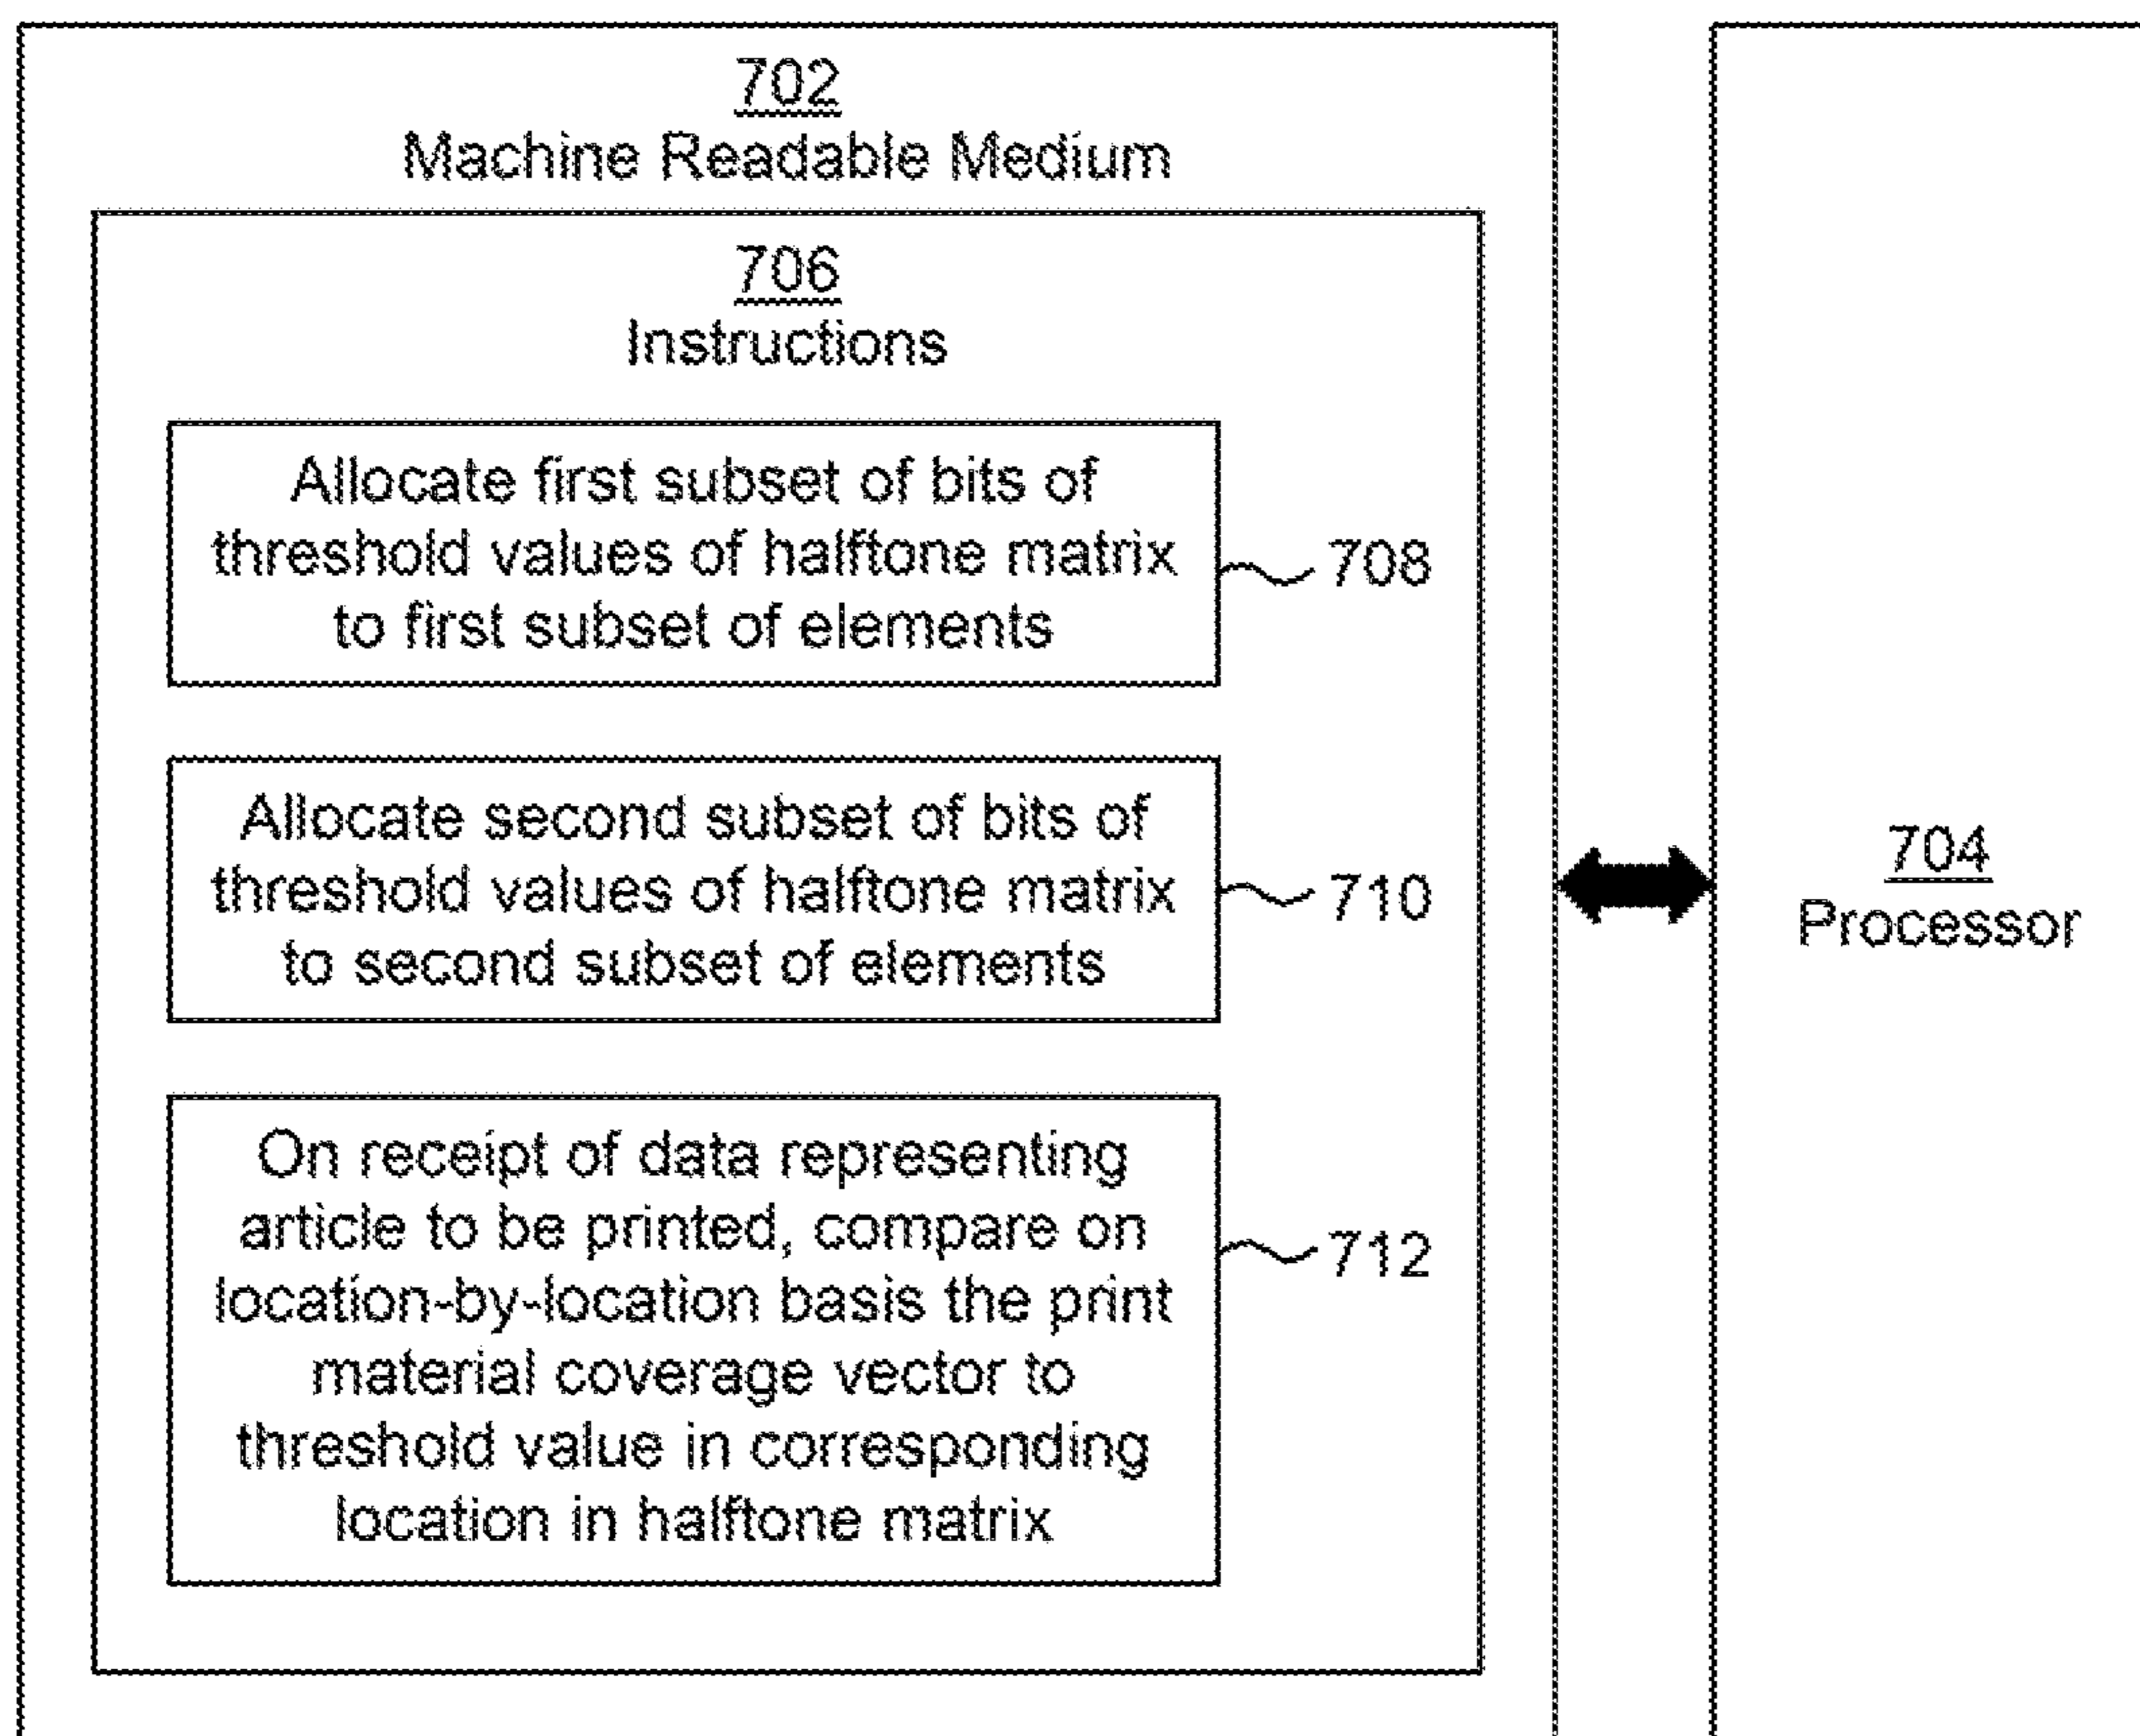 702
Machine Readable Medium
706
Instructions
Allocate first subset of bits of
threshold values of halftone matrix
to first subset of elements
708
Allocate second subset of bits of
threshold values of halftone matrix
to second subset of elements
710
On receipt of data representing
article to be printed, compare on
location-by-location basis the print
material coverage vector to
threshold value in corresponding
location in halftone matrix
712
704
Processor